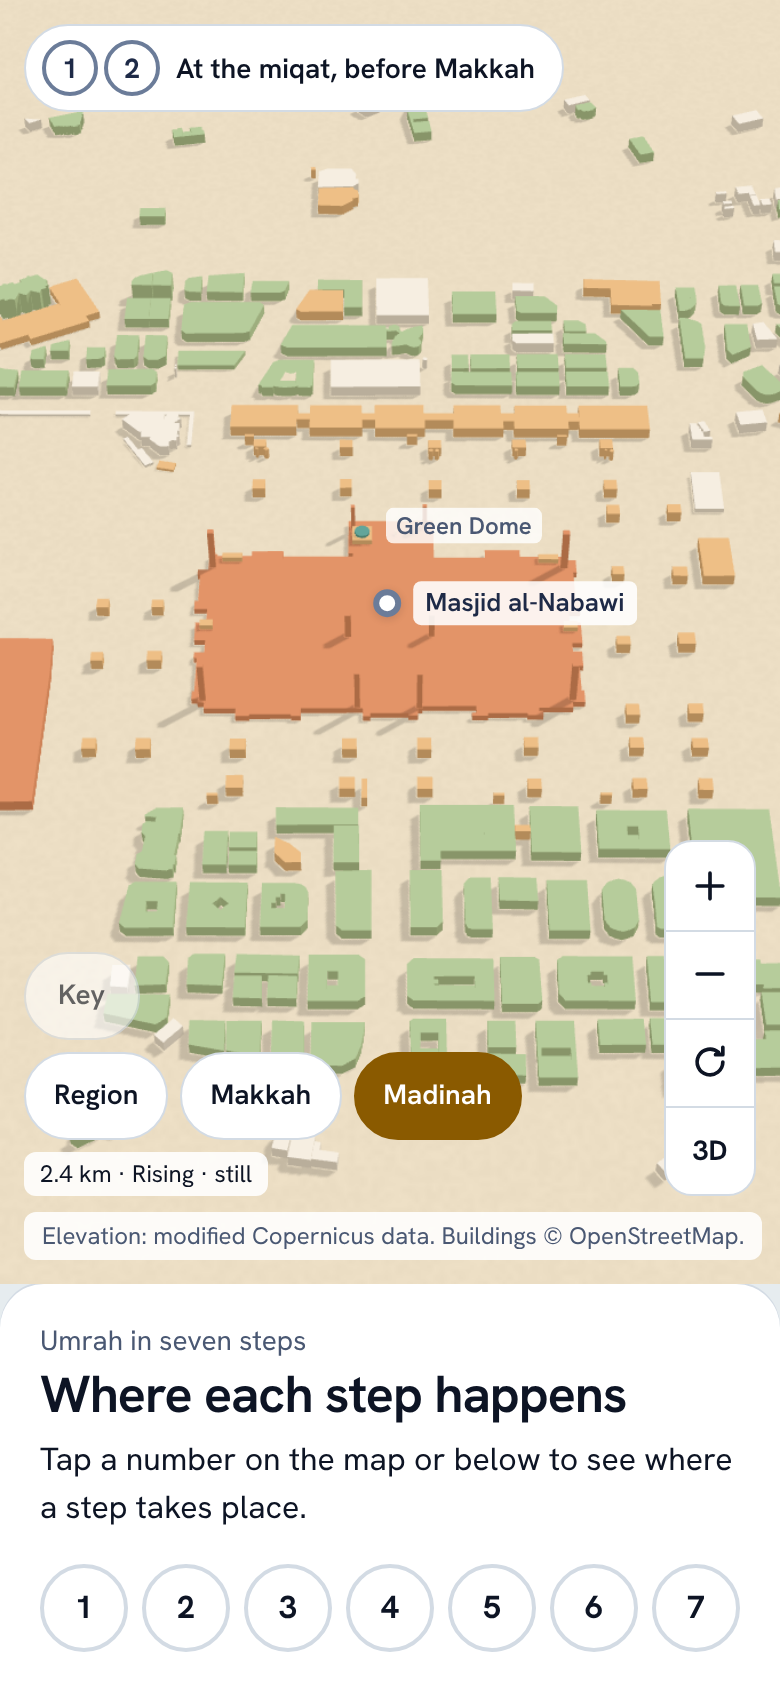 1 2 At the miqat, before Makkah
Green Dome
Masjid al-Nabawi
Key
Region Makkah Madinah
3D
2.4 km · Rising · still
Elevation: modified Copernicus data. Buildings © OpenStreetMap.
Umrah in seven steps
Where each step happens
Tap a number on the map or below to see where
a step takes place.
1 2 3 4 5 6 7